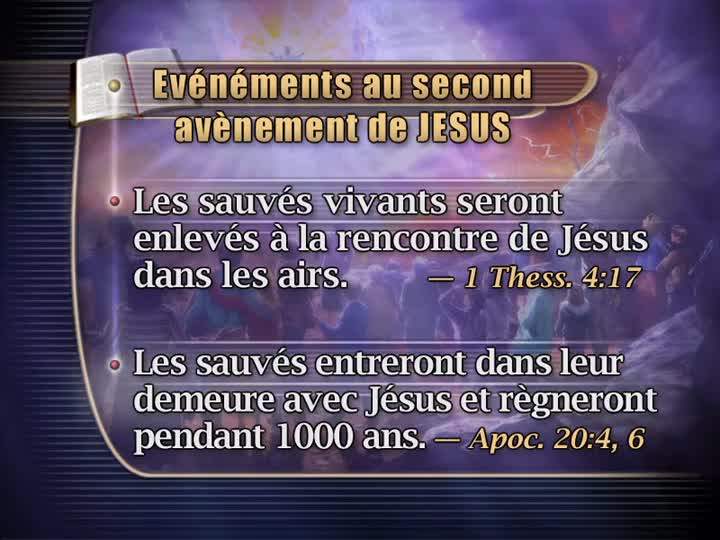 Evénéments au second
avènement de JESUS
Les sauvés vivants seront
enlevés à la rencontre de Jésus
dans les airs. — 1 Thess. 4:17
Les sauvés entreront dans leur
demeure avec Jésus et règneront
pendant 1000 ans. — Apoc. 20:4, 6